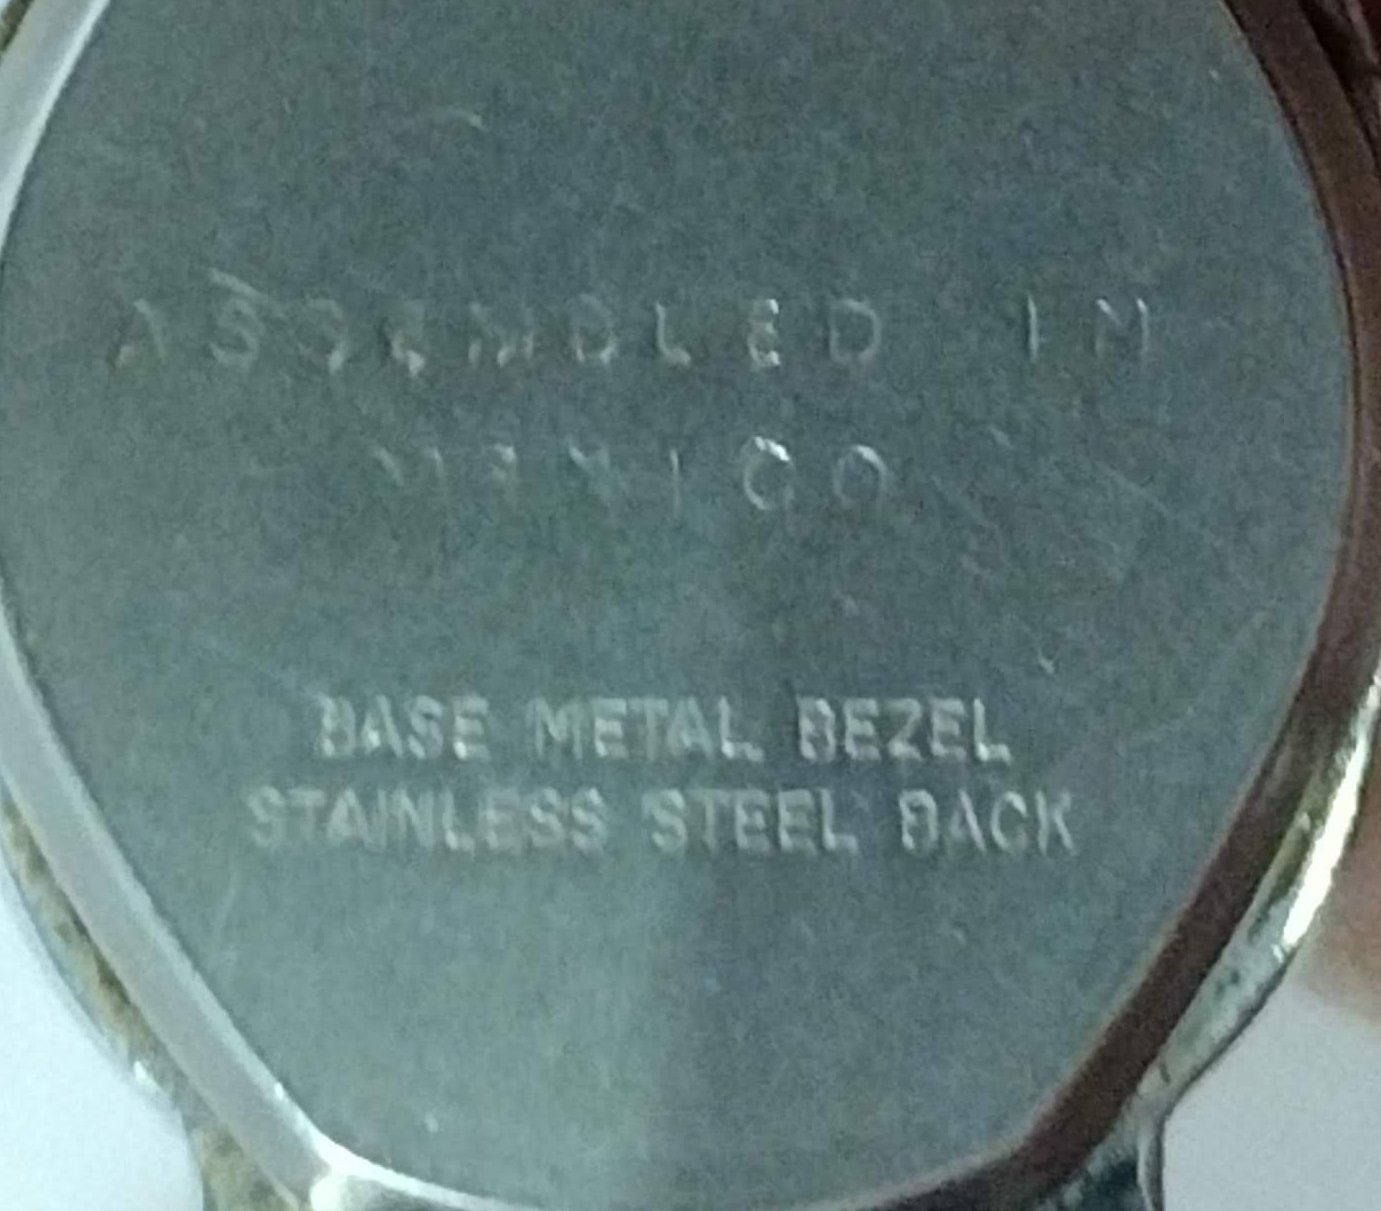 ASSEMBLED IN
MEXICO
BASE METAL BEZEL
STAINLESS STEEL BACK